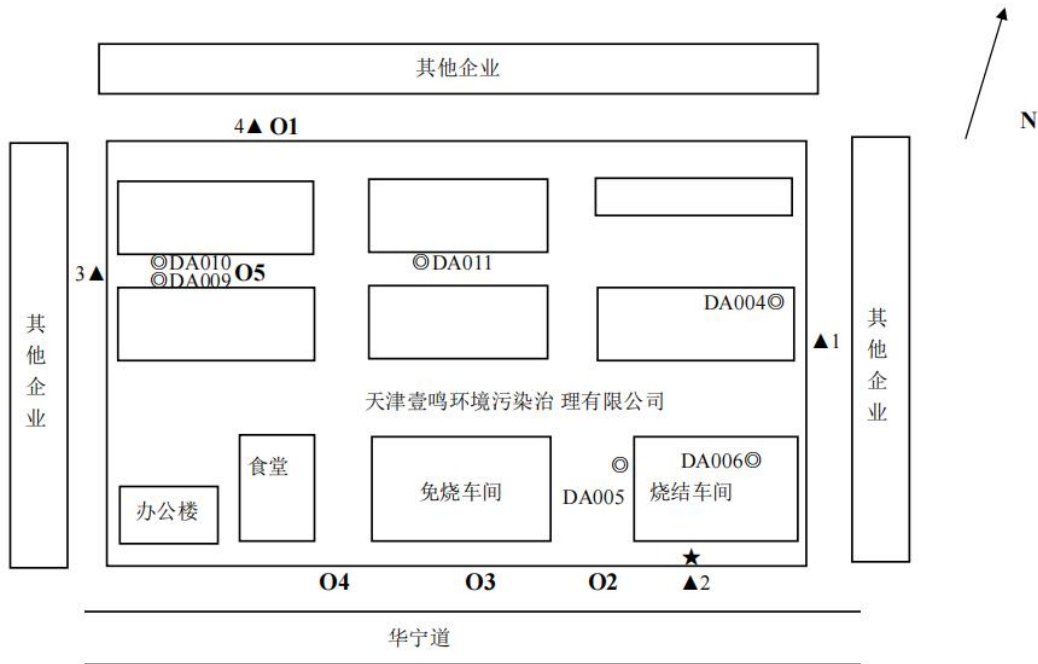 其他企业
N
4▲ O1
◎DA010
◎DA009 O5
◎DA011
3▲
DA004◎
▲1
其他企业
其他企业
天津壹鸣环境污染治 理有限公司
食堂
免烧车间
◎
DA005
DA006◎
烧结车间
办公楼
★
O4
O3
O2
▲2
华宁道